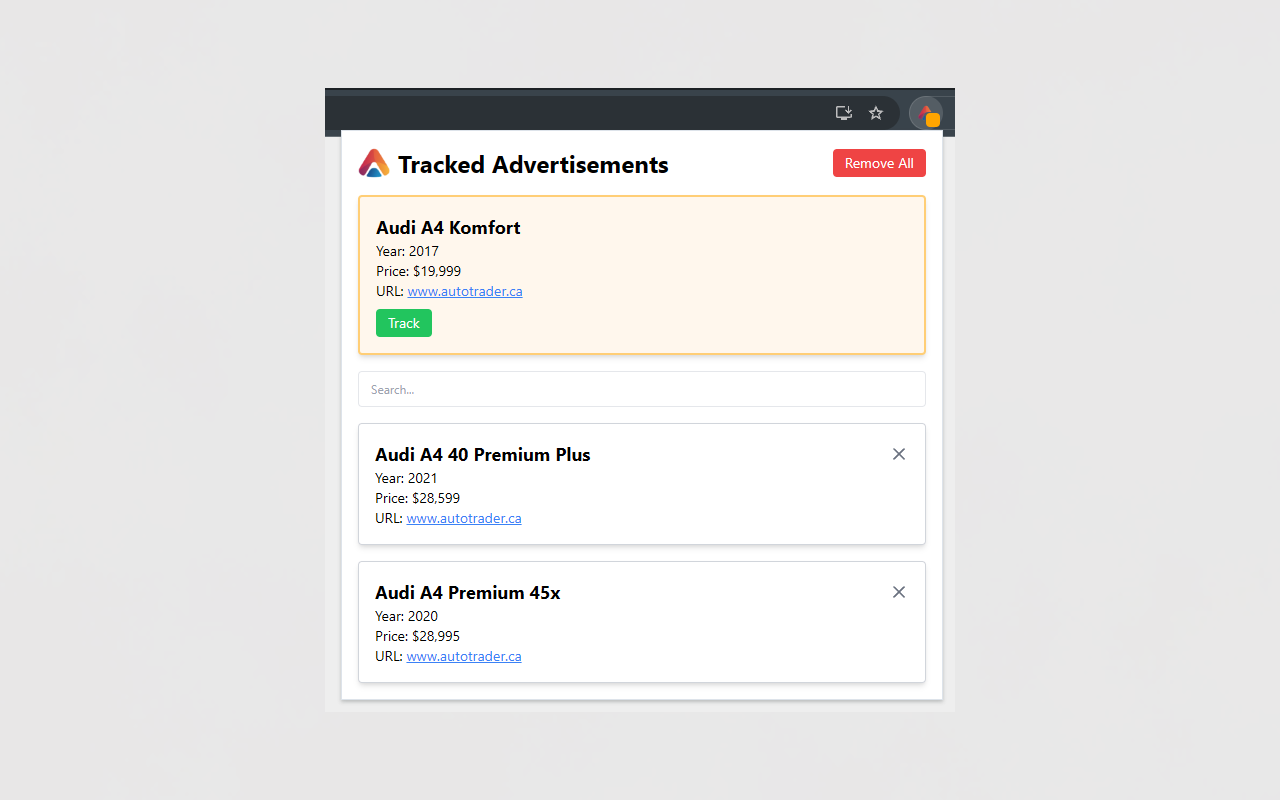 Tracked Advertisements
Remove All
Audi A4 Komfort
Year: 2017
Price: $19,999
URL: www.autotrader.ca
Track
Search...
Audi A4 40 Premium Plus
Year: 2021
Price: $28,599
URL: www.autotrader.ca
Audi A4 Premium 45x
Year: 2020
Price: $28,995
URL: www.autotrader.ca